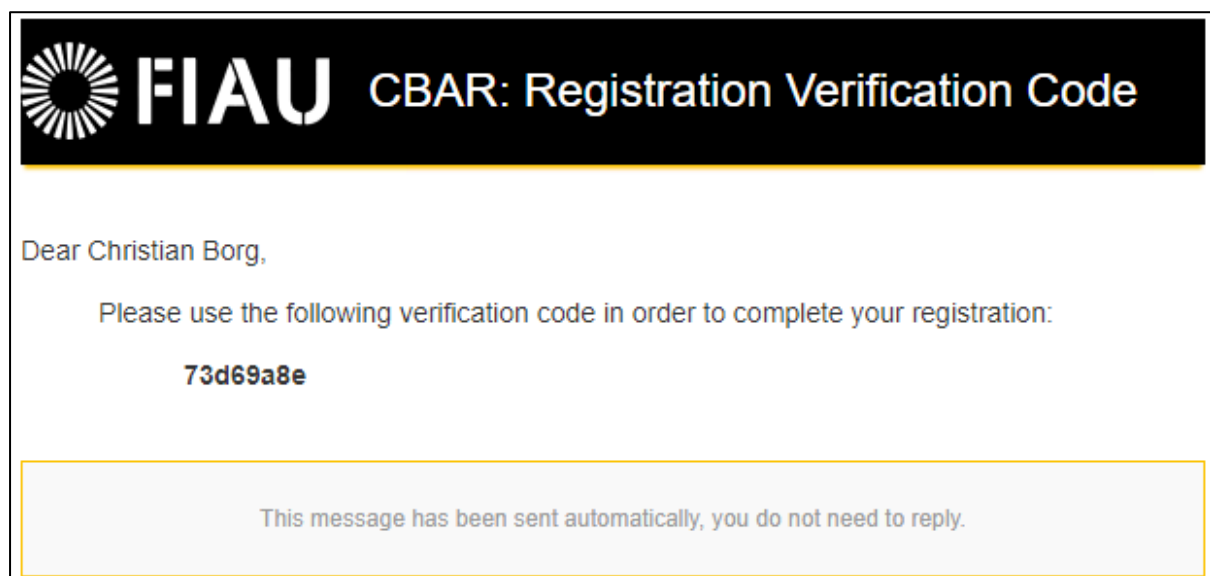 FIAU CBAR: Registration Verification Code
Dear Christian Borg,
Please use the following verification code in order to complete your registration:
73d69a8e
This message has been sent automatically, you do not need to reply.